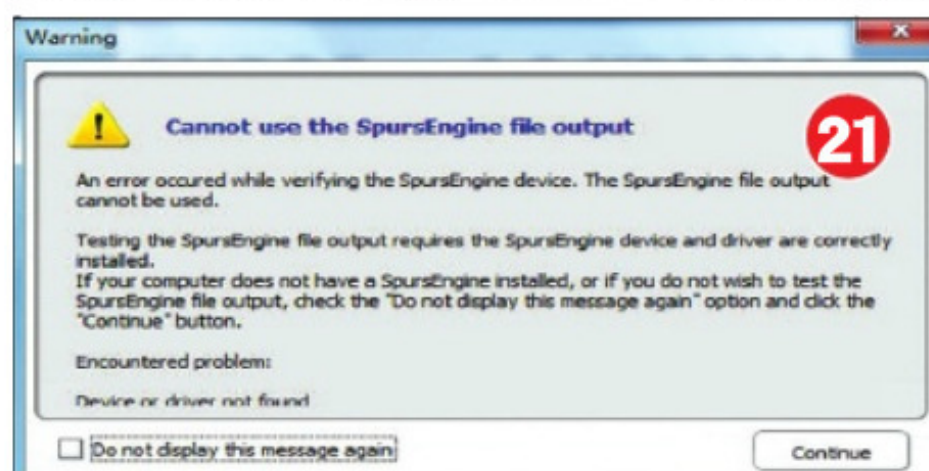 Warning
Cannot use the SpursEngine file output
21
An error occured while verifying the SpursEngine device. The SpursEngine file output
cannot be used.
Testing the SpursEngine file output requires the SpursEngine device and driver are correctly
installed.
If your computer does not have a SpursEngine installed, or if you do not wish to test the
SpursEngine file output, check the "Do not display this message again" option and click the
"Continue" button.
Encountered problem:
Device or driver not found
Do not display this message again
Continue